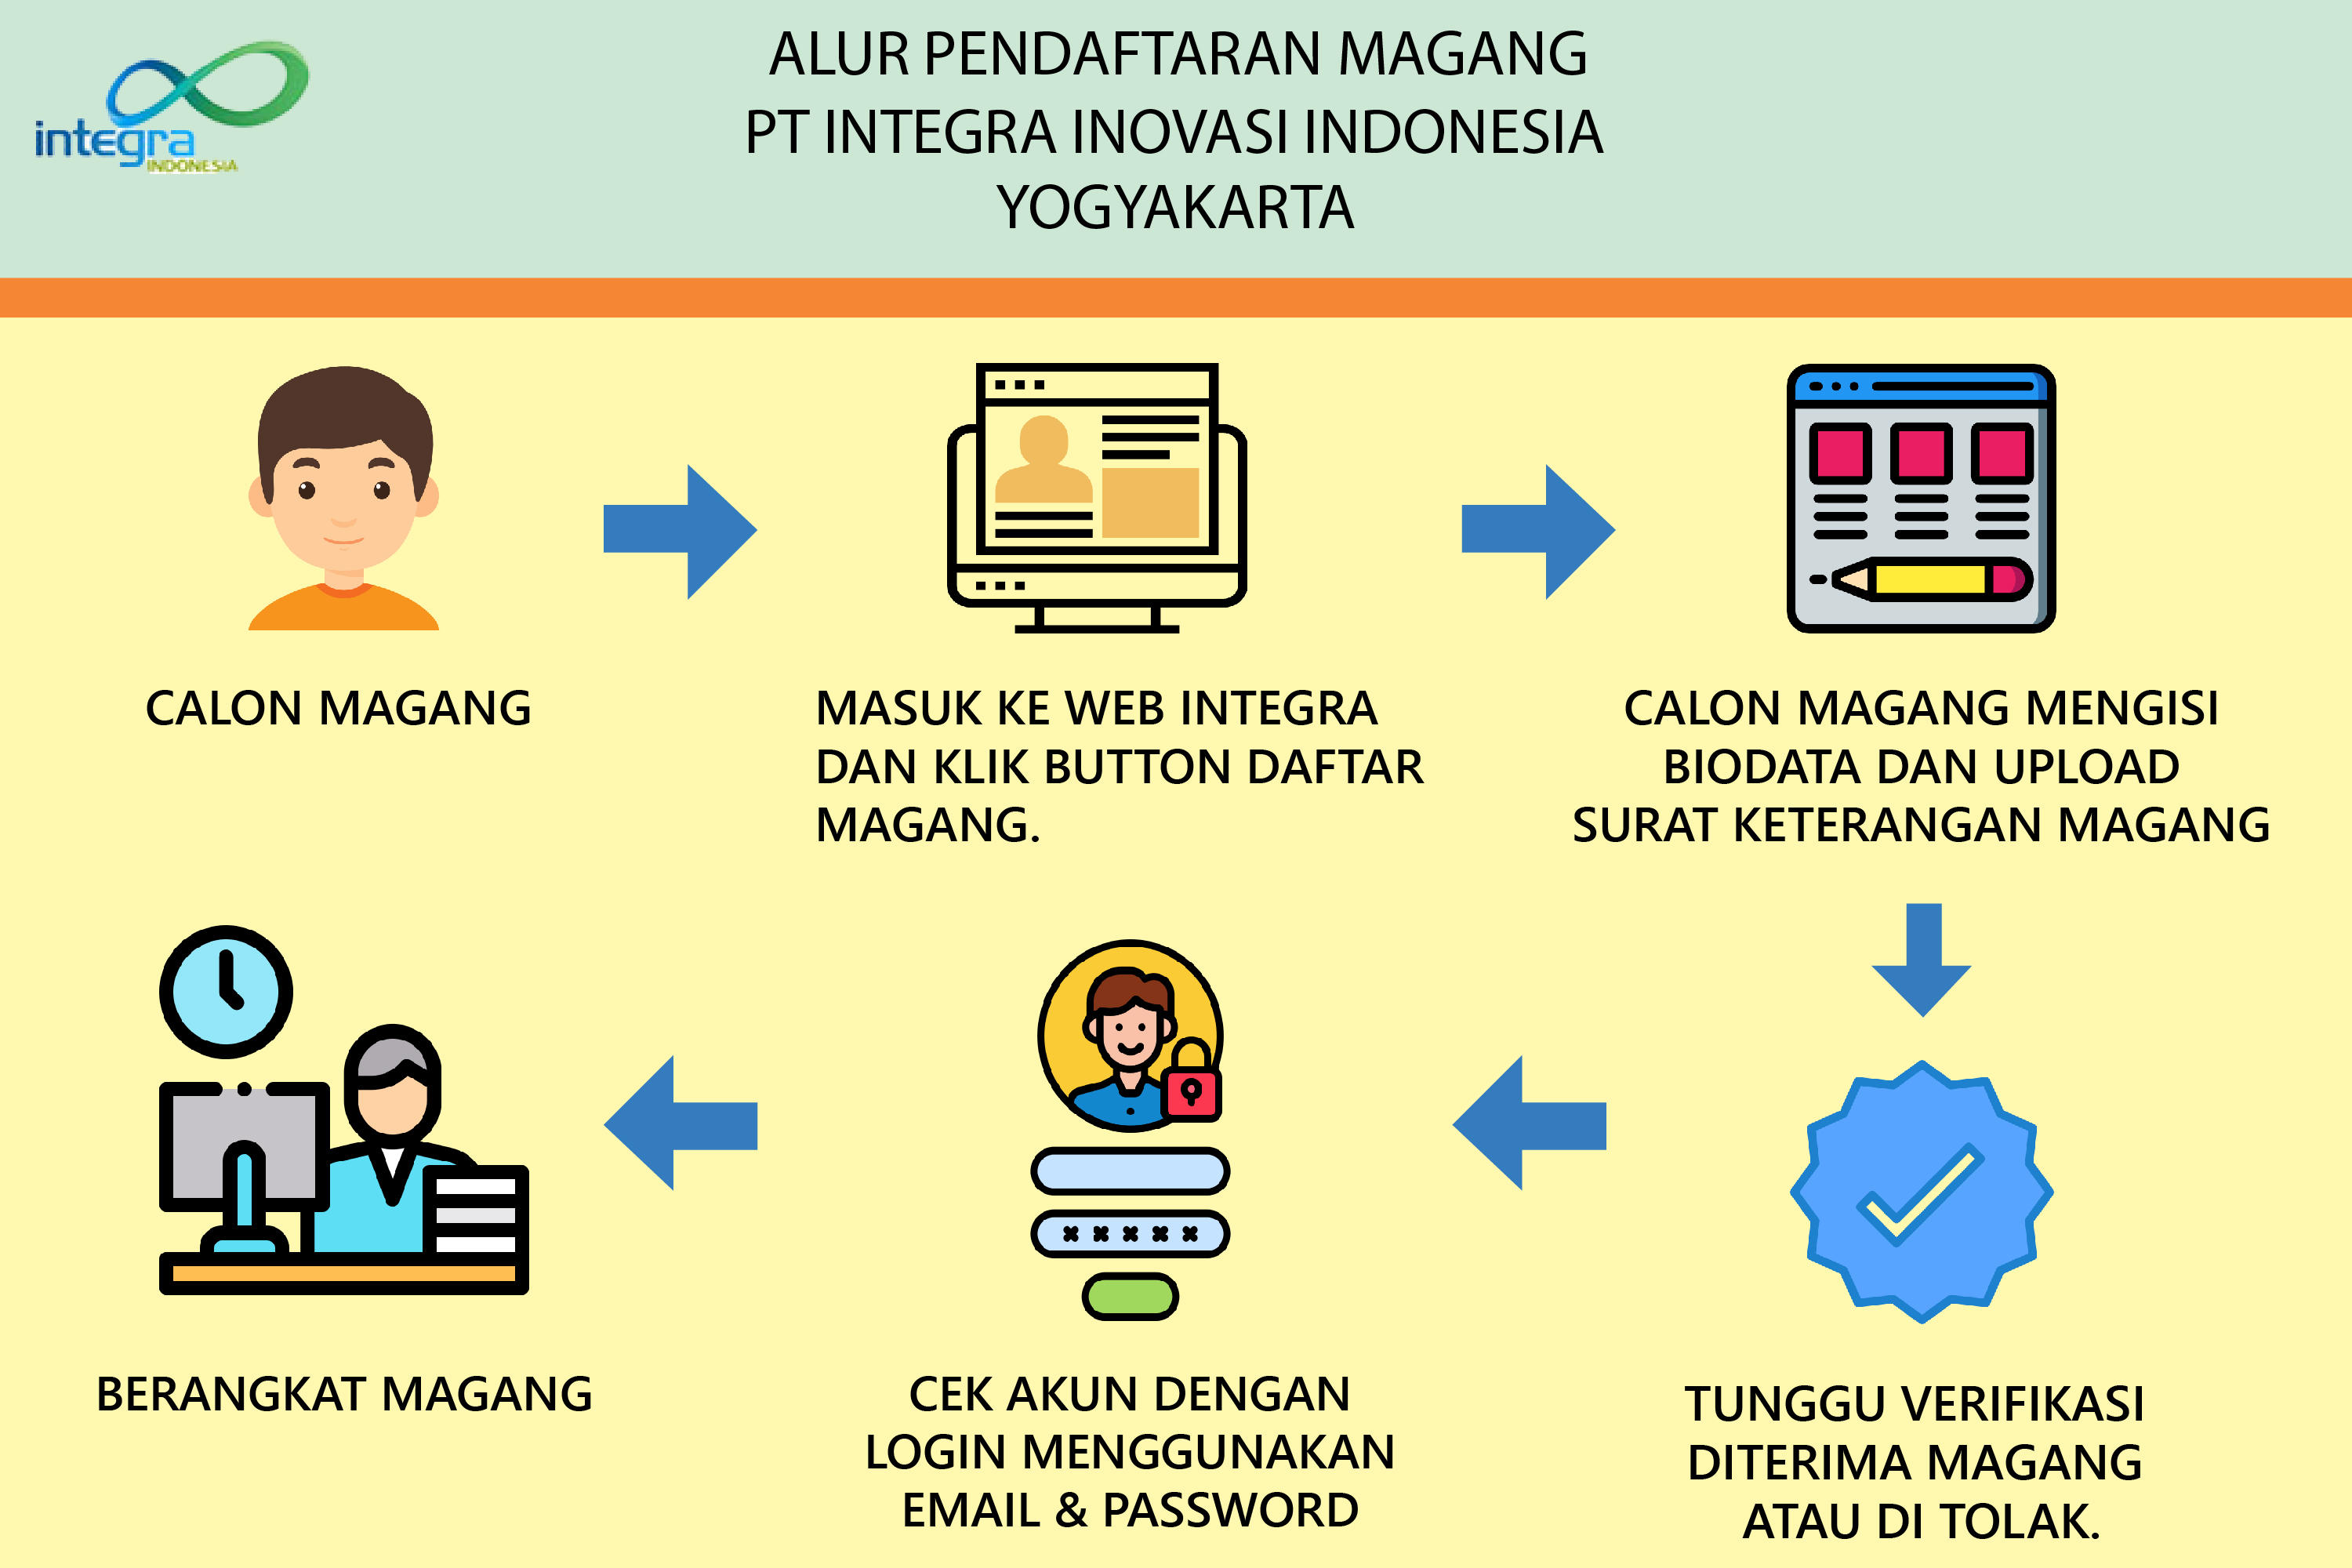 integra
INDONESIA
ALUR PENDAFTARAN MAGANG
PT INTEGRA INOVASI INDONESIA
YOGYAKARTA
CALON MAGANG
MASUK KE WEB INTEGRA
DAN KLIK BUTTON DAFTAR
MAGANG.
CALON MAGANG MENGISI
BIODATA DAN UPLOAD
SURAT KETERANGAN MAGANG
TUNGGU VERIFIKASI
DITERIMA MAGANG
ATAU DI TOLAK.
CEK AKUN DENGAN
LOGIN MENGGUNAKAN
EMAIL & PASSWORD
BERANGKAT MAGANG